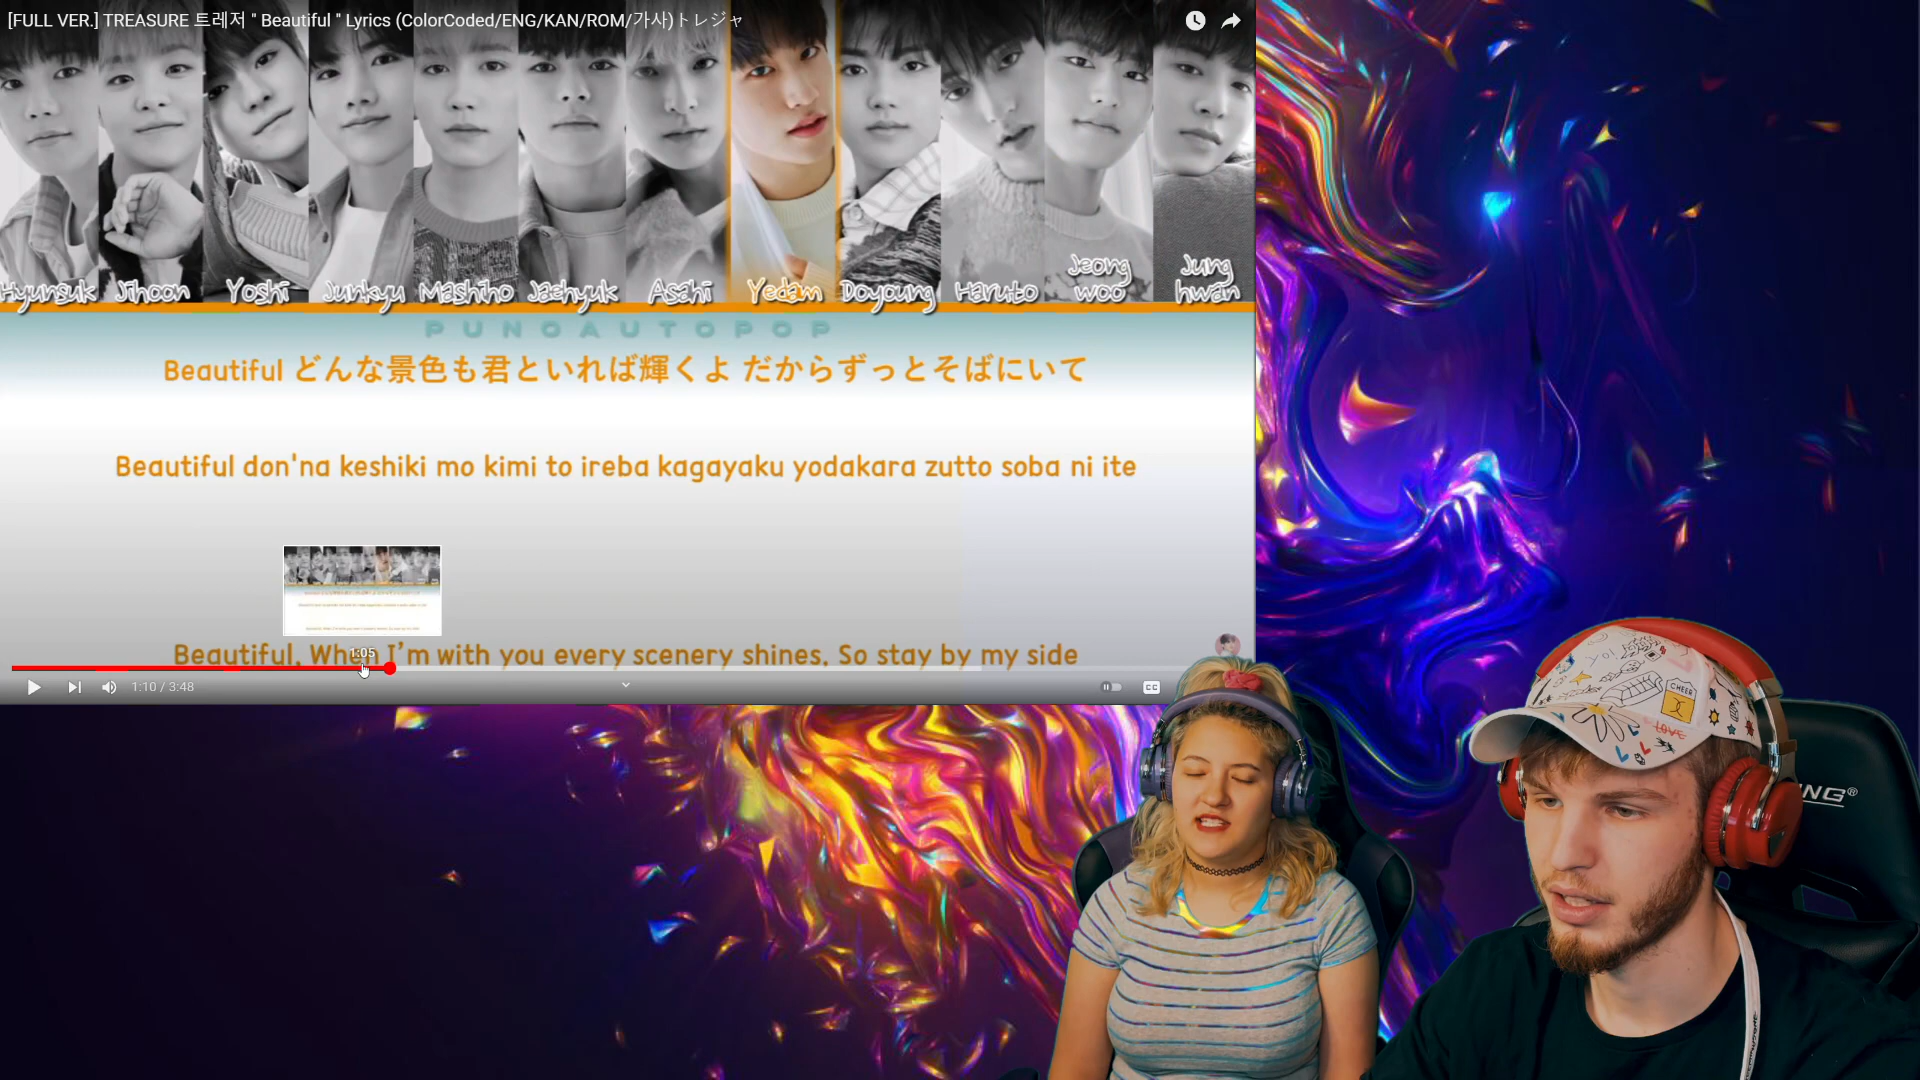 [FULL VER.] TREASURE 트레저 " Beautiful " Lyrics (ColorCoded/ENG/KAN/ROM/가사)トレジャ
Hyunsuk Jihoon Yoshi Junkyu Mashiho Jaehyuk Asahi Yedam Doyoung Haruto Jeong woo Jung hwan
PUNOAUTOPOP
Beautiful どんな景色も君といれば輝くよ だからずっとそばにいて
Beautiful don'na keshiki mo kimi to ireba kagayaku yodakara zutto soba ni ite
Beautiful, When I'm with you every scenery shines, So stay by my side
1:05
1:10 / 3:48
CC
CHEER
LOVE